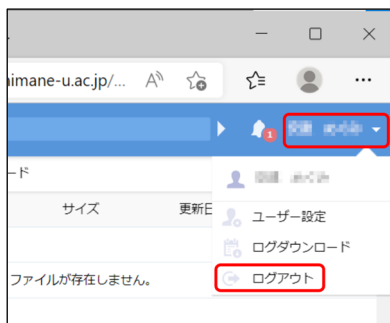 himane-u.ac.jp/...
1
ード
サイズ 更新日
ユーザー設定
ログダウンロード
ファイルが存在しません。
ログアウト